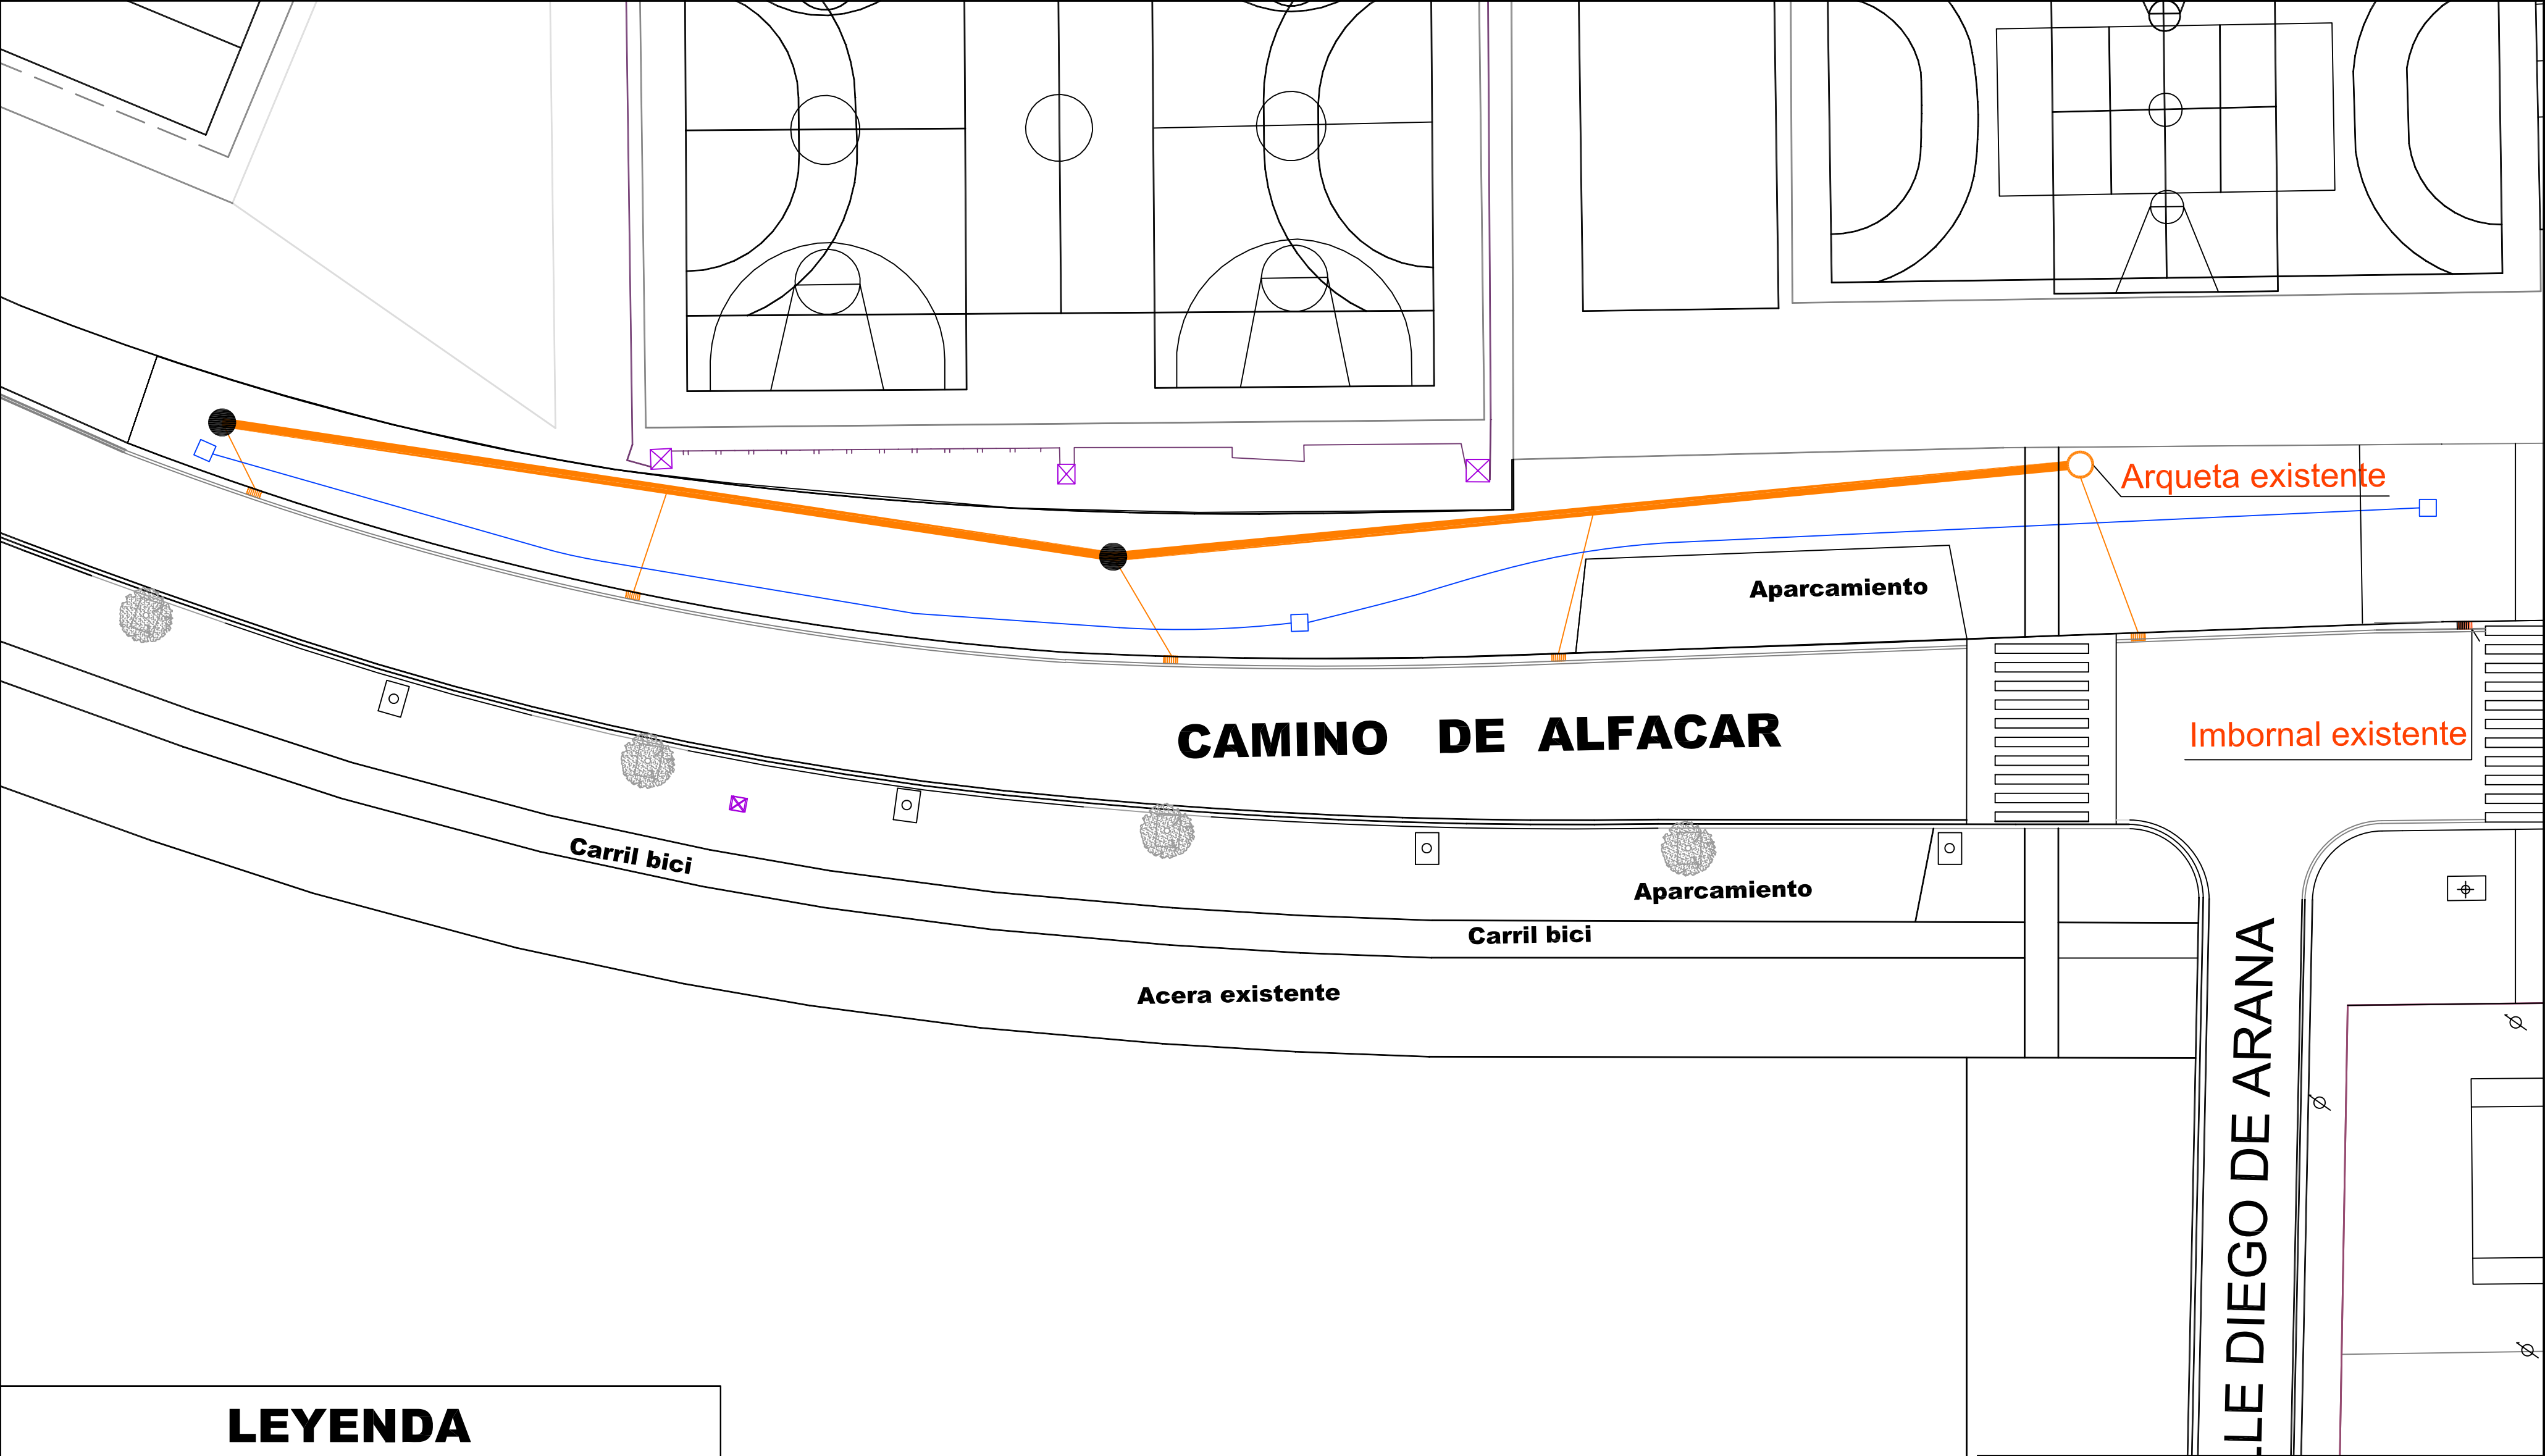 Arqueta existente
Aparcamiento
CAMINO DE ALFACAR
Imbornal existente
Carril bici
Aparcamiento
Carril bici
Acera existente
LLE DIEGO DE ARANA
LEYENDA